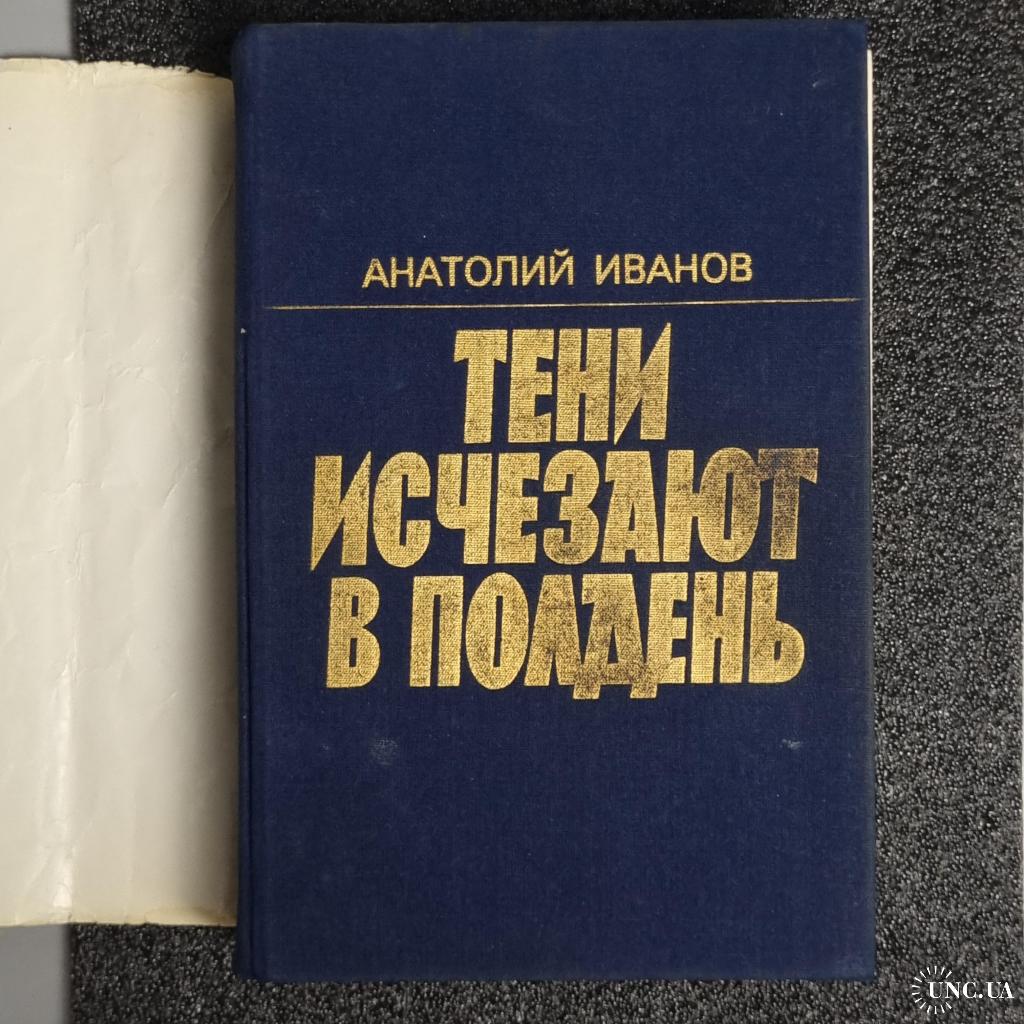 АНАТОЛИЙ ИВАНОВ
ТЕНИ
ИСЧЕЗАЮТ
В ПОЛДЕНЬ
UNC.UA